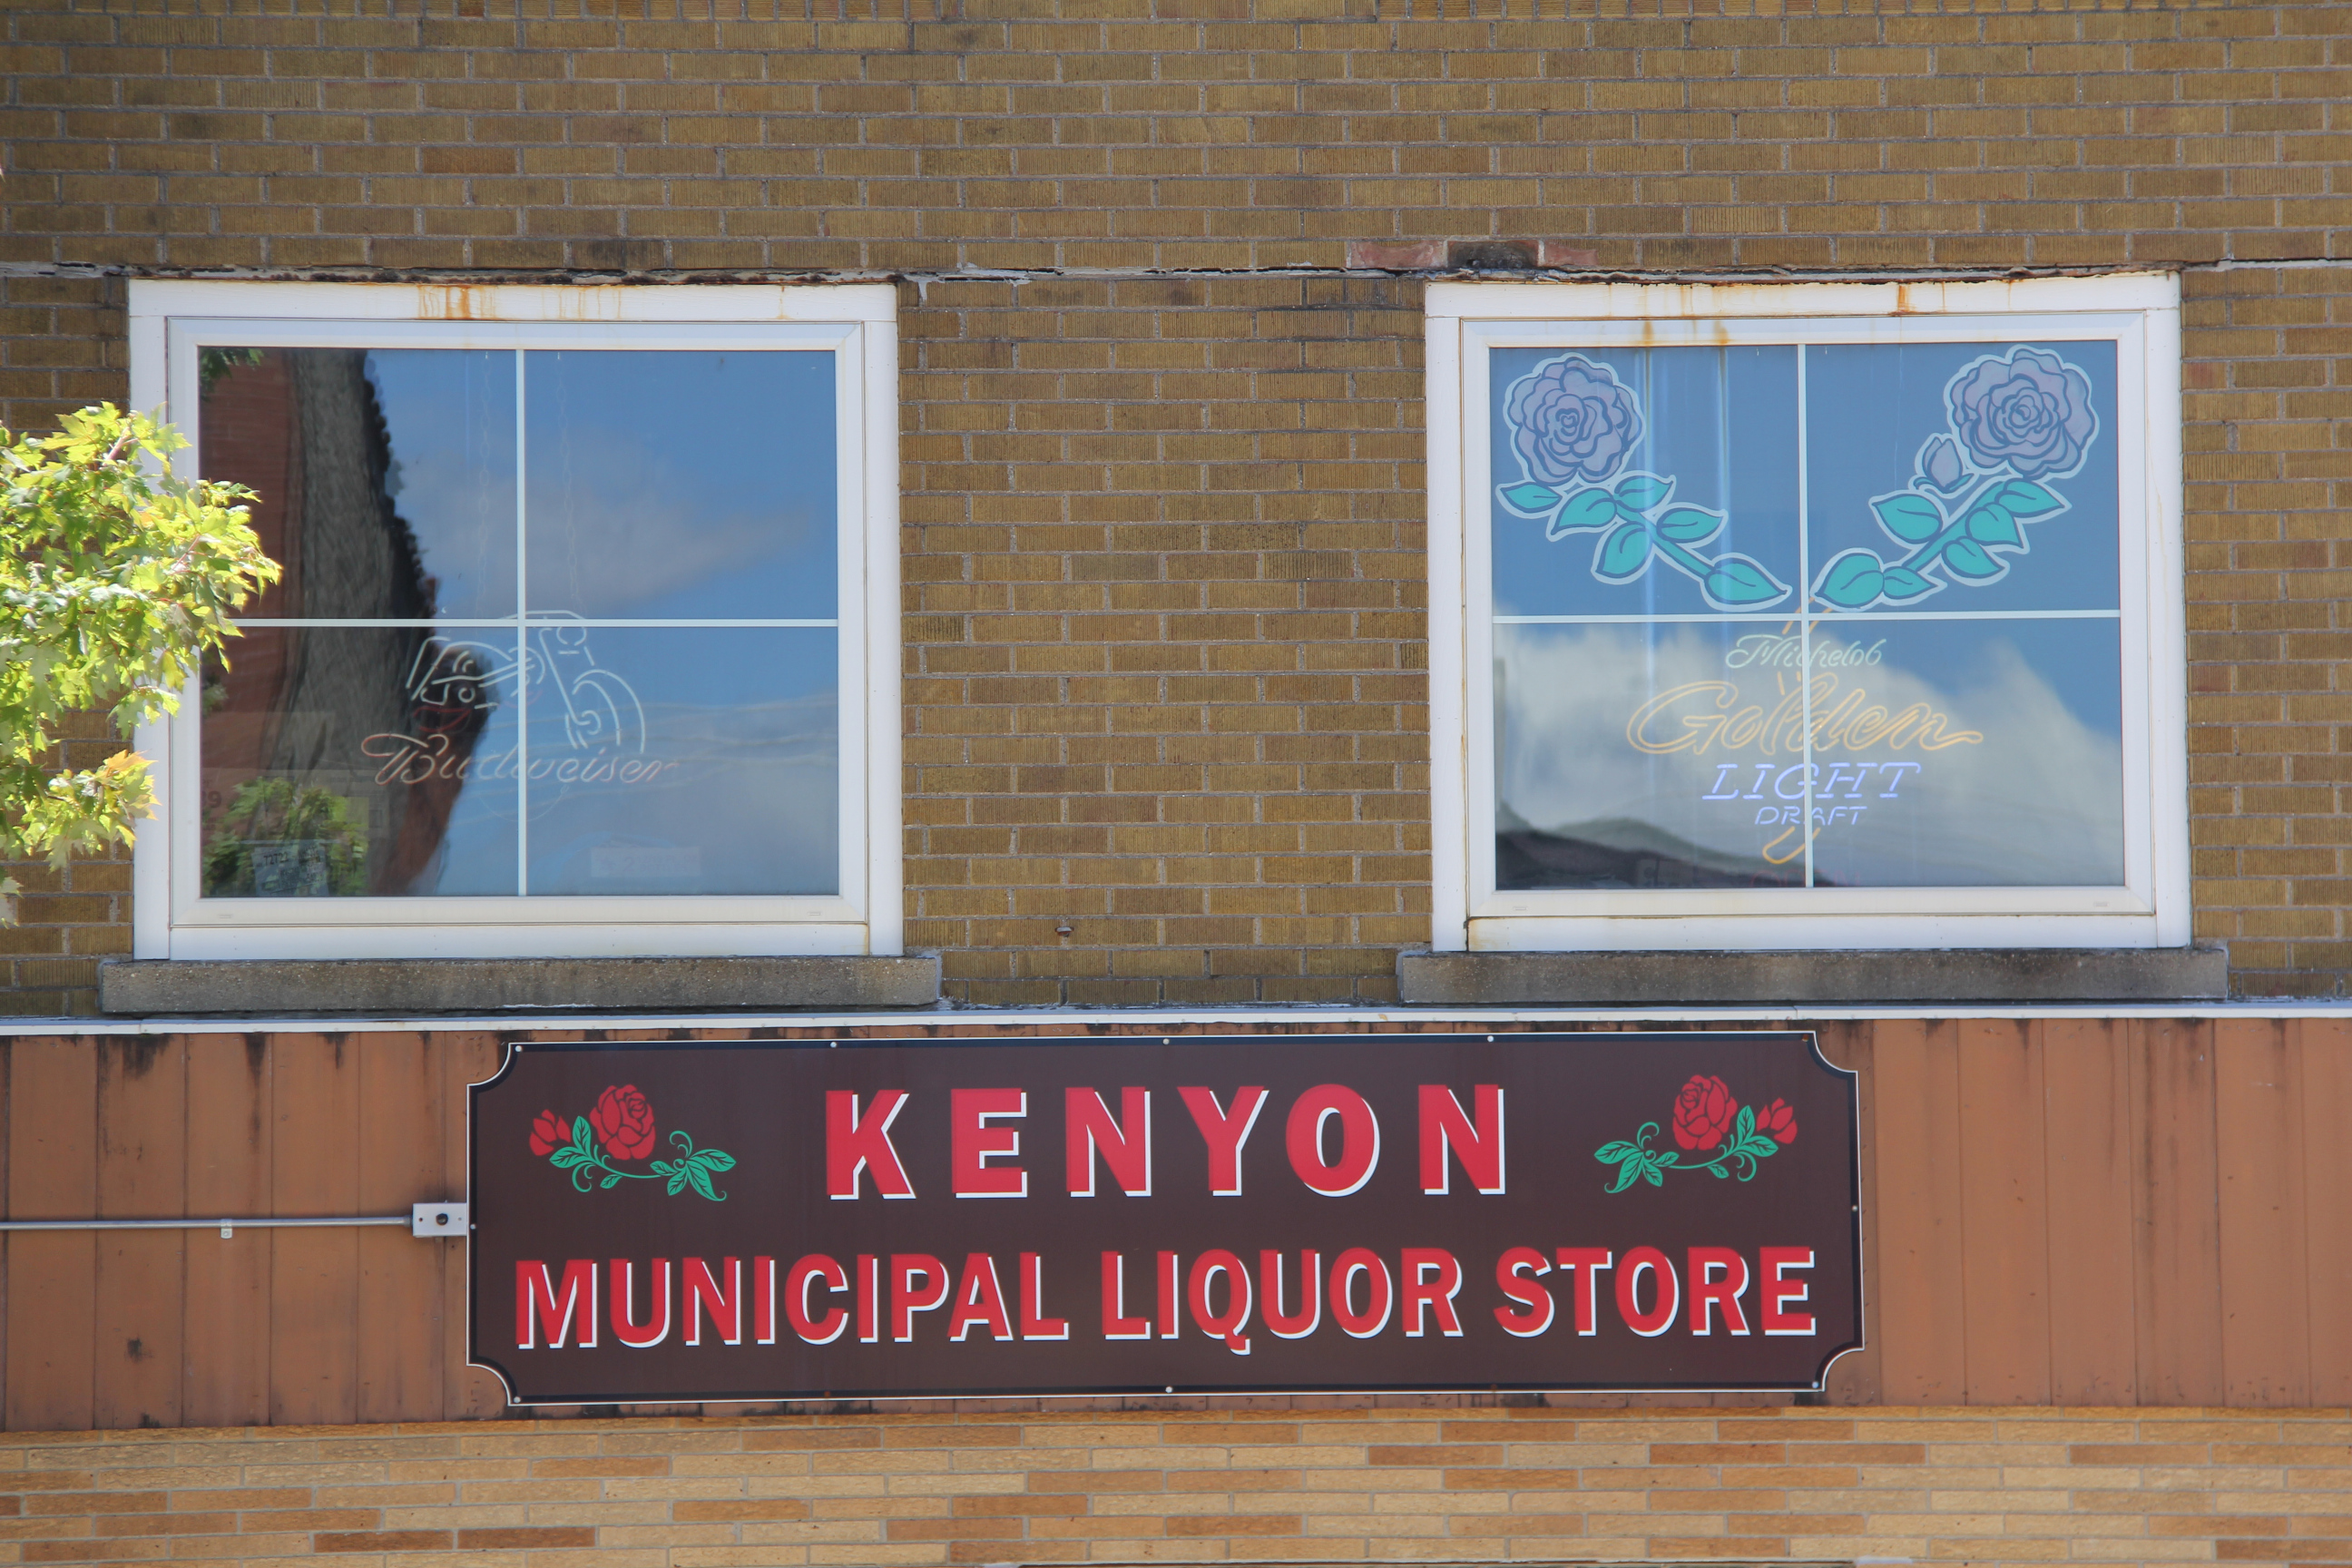 Budweiser
Michelob
Golden
LIGHT
DRAFT
KENYON
MUNICIPAL LIQUOR STORE